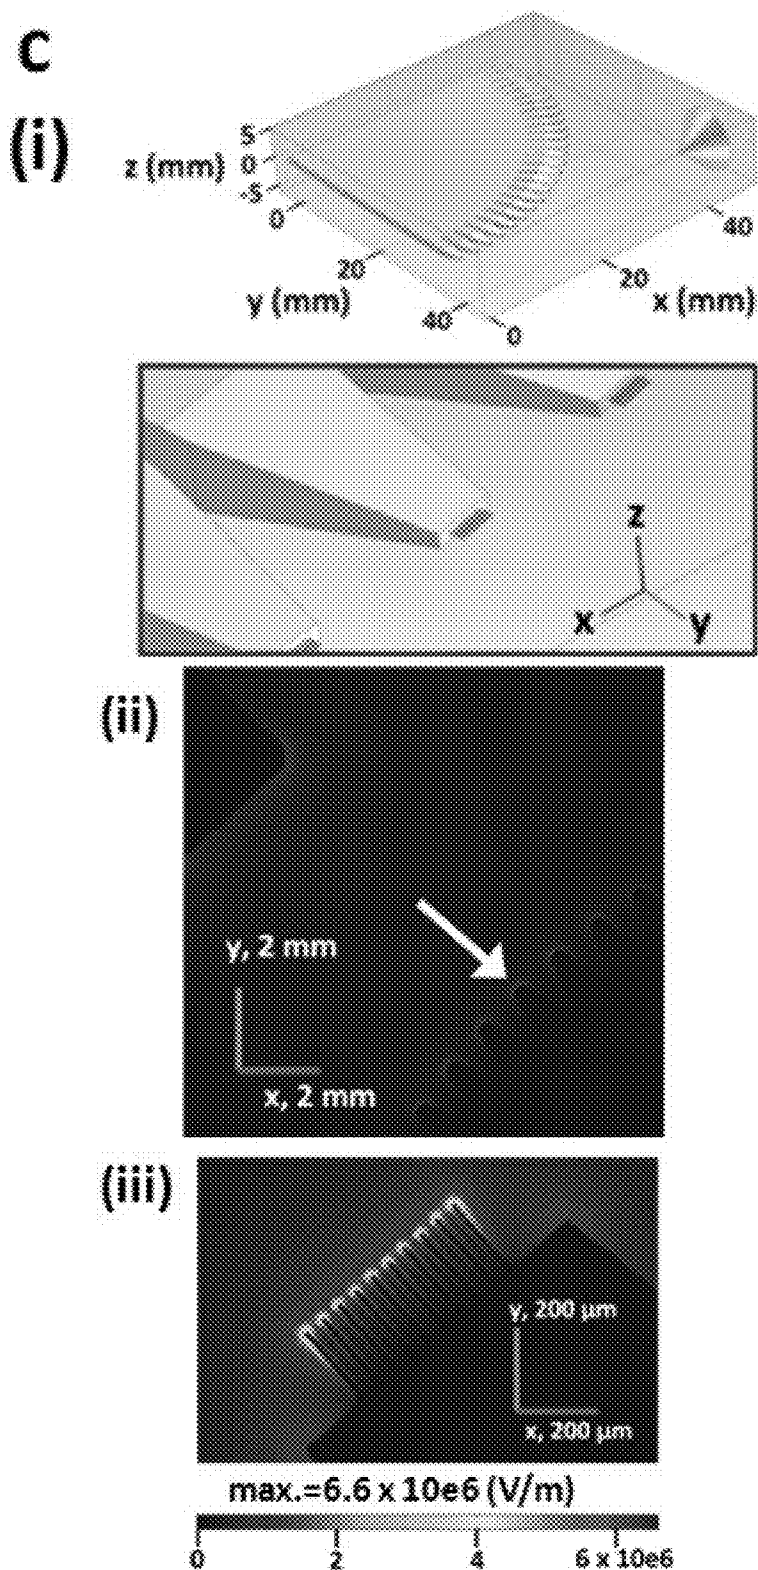 C
(i)
5
z (mm) 0
-5
0
20
40
y (mm)
0
20
40
x (mm)
z
x
y
(ii)
y, 2 mm
x, 2 mm
(iii)
y, 200 μm
x, 200 μm
max.=6.6 x 10e6 (V/m)
0 2 4 6 x 10e6